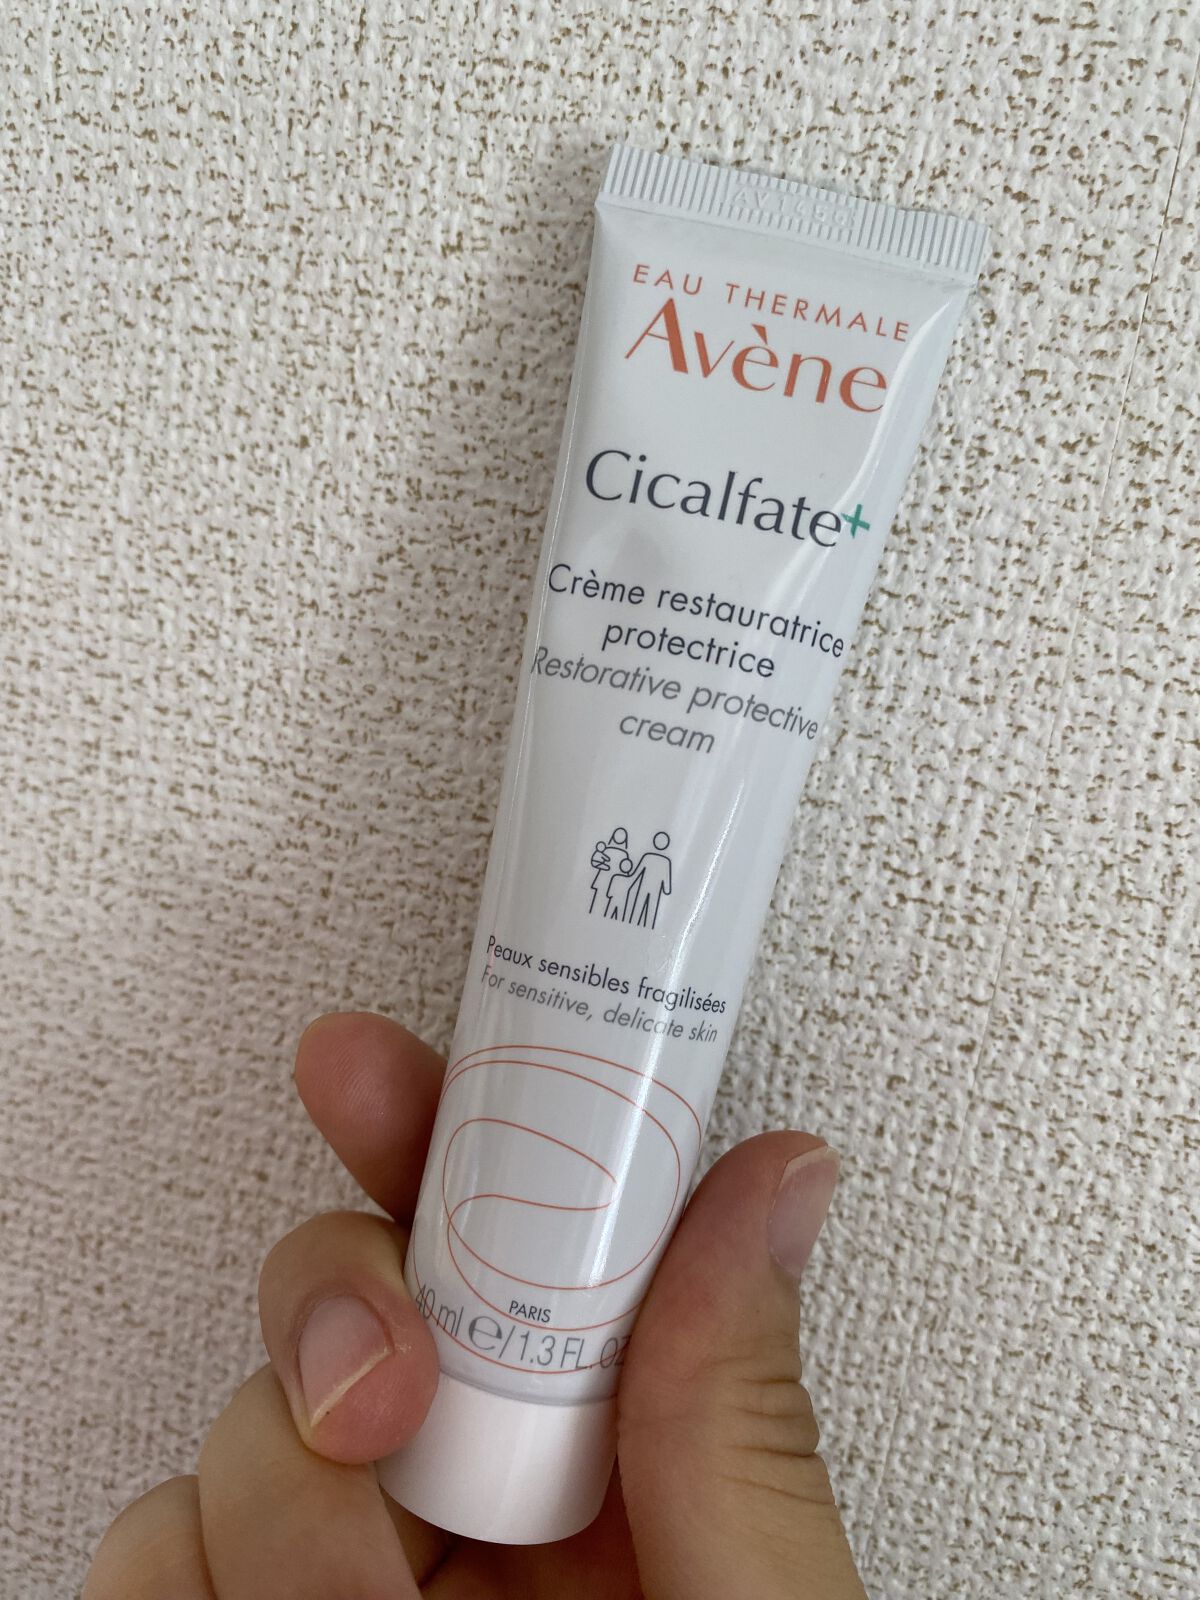 EAU THERMALE
Avène
Cicalfate+
Crème restauratrice
protectrice
Restorative protective
cream
Peaux sensibles fragilisées
For sensitive, delicate skin
PARIS
40 ml e/1.3 FL. OZ